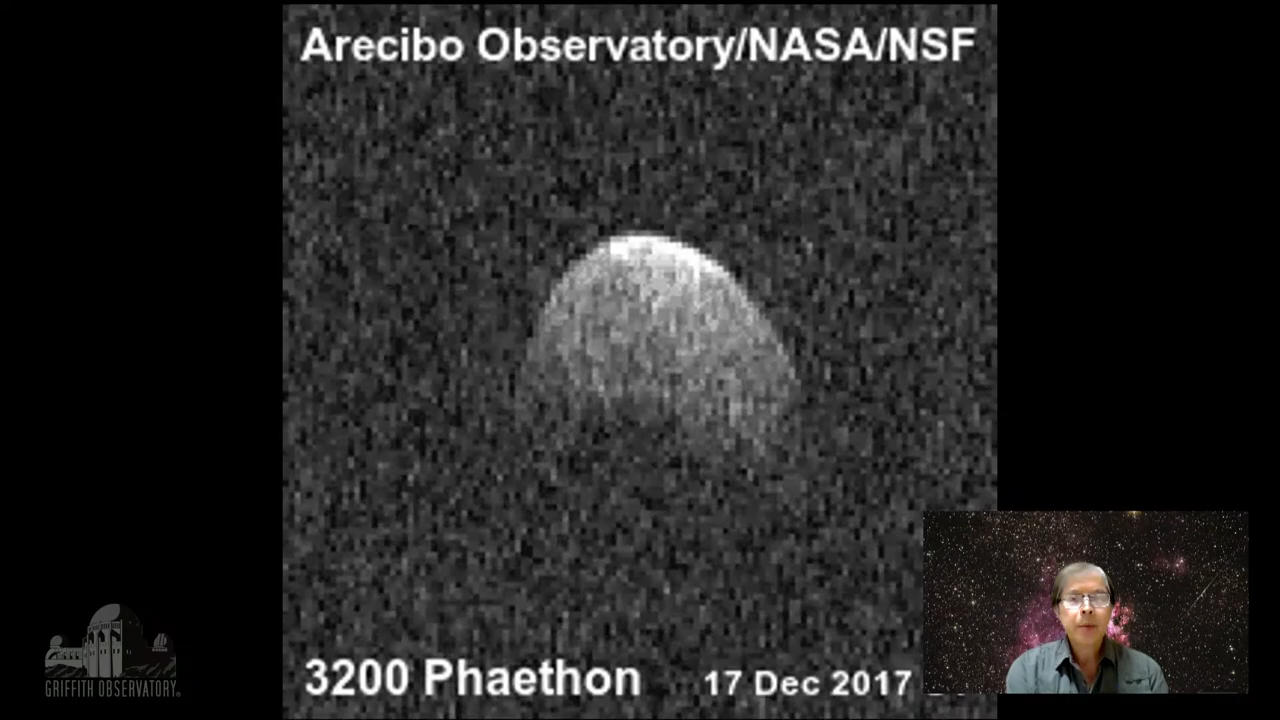 Arecibo Observatory/NASA/NSF
3200 Phaethon 17 Dec 2017
GRIFFITH OBSERVATORY